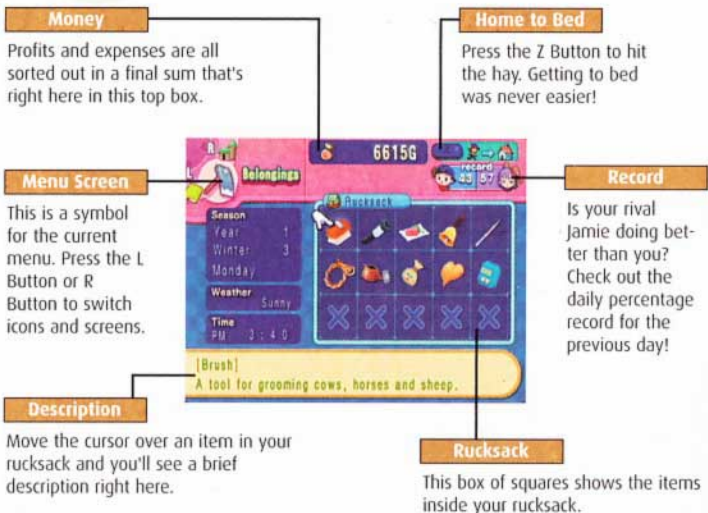 Money
Profits and expenses are all
sorted out in a final sum that's
right here in this top box.
Home to Bed
Press the Z Button to hit
the hay. Getting to bed
was never easier!
Menu Screen
This is a symbol
for the current
menu. Press the L
Button or R
Button to switch
icons and screens.
R
L
Belongings
6615G
record
43 57
Rucksack
Season
Year 1
Winter 3
Monday
Weather
Sunny
Time
PM 3:40
[Brush]
A tool for grooming cows, horses and sheep.
Record
Is your rival
Jamie doing bet-
ter than you?
Check out the
daily percentage
record for the
previous day!
Description
Move the cursor over an item in your
rucksack and you'll see a brief
description right here.
Rucksack
This box of squares shows the items
inside your rucksack.